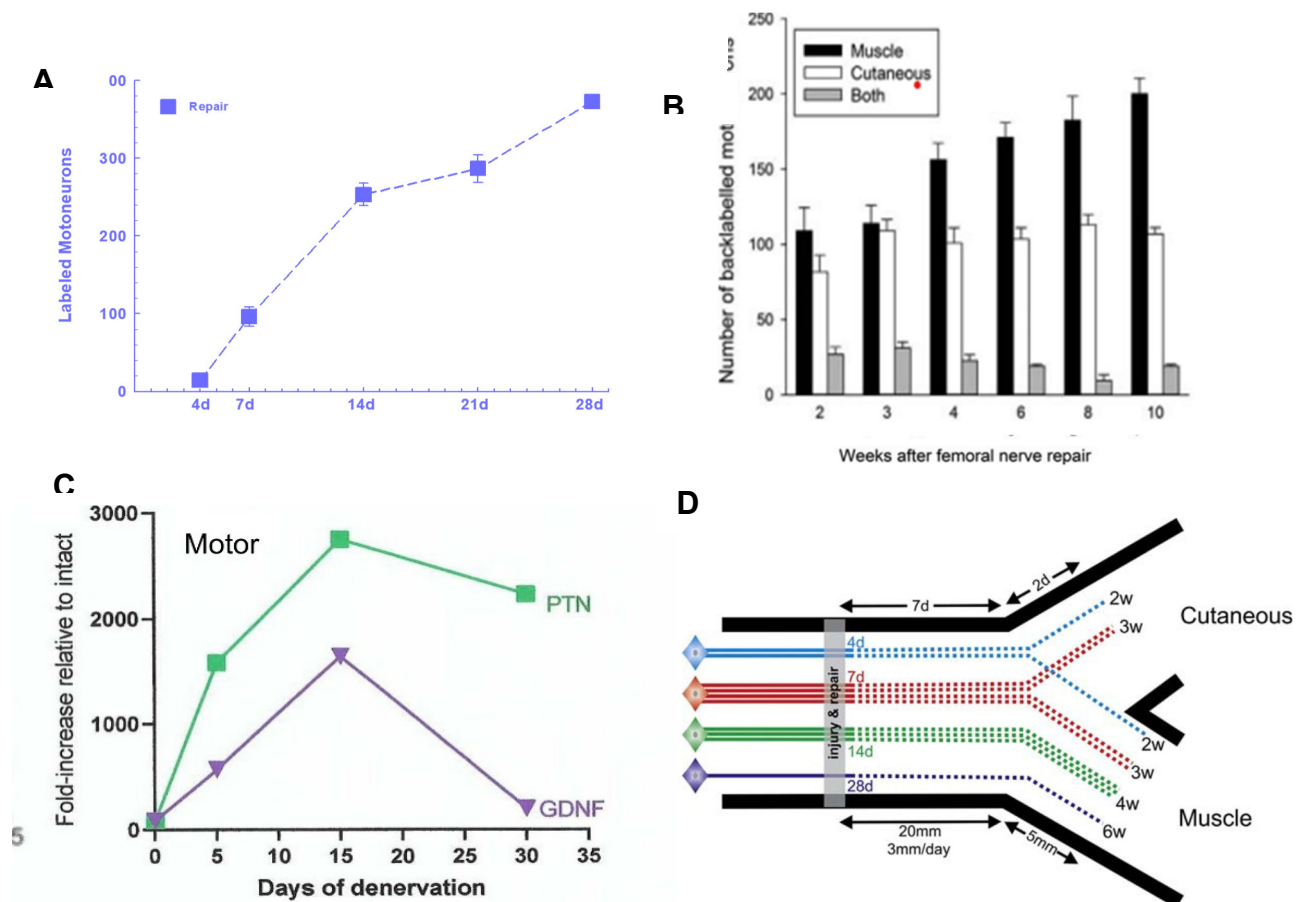 A
00
Repair
300
200
100
0
Labeled Motoneurons
4d 7d 14d 21d 28d
B
250
200
150
100
50
0
Muscle
Cutaneous
Both
Number of backlabelled mot
2 3 4 6 8 10
Weeks after femoral nerve repair
C
3000
2000
1000
0
Fold-increase relative to intact
Motor
PTN
GDNF
0 5 10 15 20 25 30 35
Days of denervation
5
D
7d
2d
4d
7d
14d
28d
injury & repair
2w
3w
Cutaneous
2w
3w
4w
6w
Muscle
20mm
3mm/day
5mm